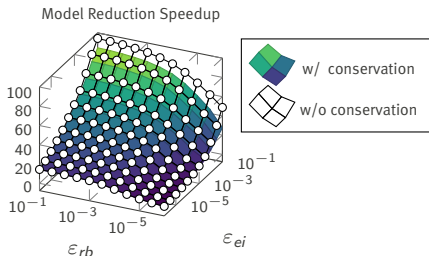 Model Reduction Speedup
w/ conservation
w/o conservation
100
80
60
40
20
0
10⁻¹
10⁻³
10⁻⁵
10⁻¹
10⁻³
10⁻⁵
ε_rb
ε_ei